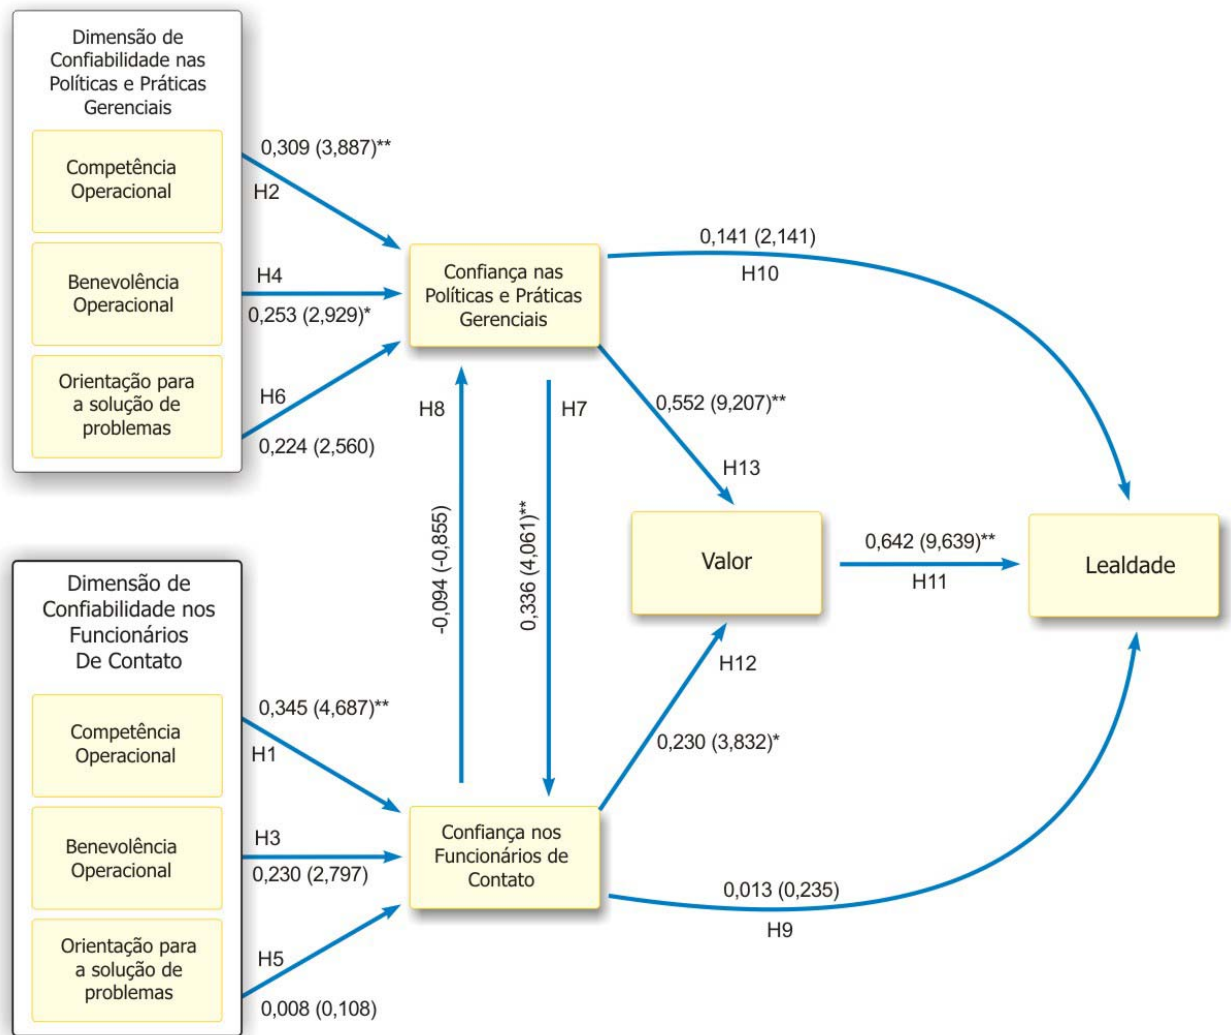 Dimensão de
Confiabilidade nas
Políticas e Práticas
Gerenciais
Competência
Operacional
Benevolência
Operacional
Orientação para
a solução de
problemas
0,309 (3,887)**
H2
H4
0,253 (2,929)*
H6
0,224 (2,560)
Confiança nas
Políticas e Práticas
Gerenciais
0,141 (2,141)
H10
H8
-0,094 (-0,855)
H7
0,336 (4,061)**
0,552 (9,207)**
H13
Valor
0,642 (9,639)**
H11
Lealdade
H12
0,230 (3,832)*
Dimensão de
Confiabilidade nos
Funcionários
De Contato
Competência
Operacional
Benevolência
Operacional
Orientação para
a solução de
problemas
0,345 (4,687)**
H1
H3
0,230 (2,797)
H5
0,008 (0,108)
Confiança nos
Funcionários de
Contato
0,013 (0,235)
H9